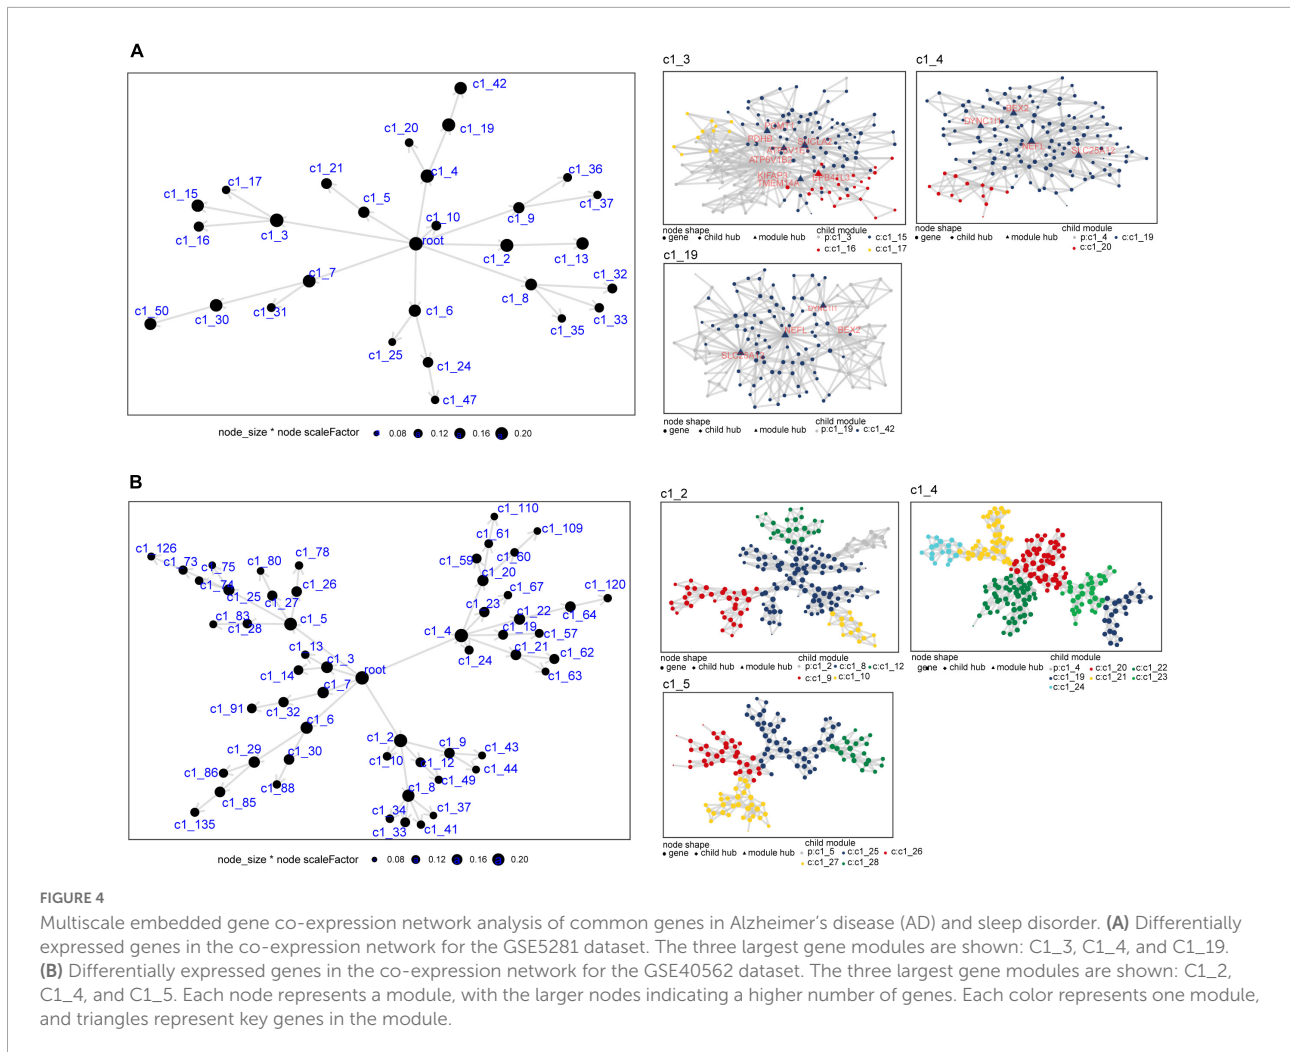 A
c1_42
c1_20
c1_19
c1_21
c1_4
c1_36
c1_17
c1_37
c1_15
c1_5
c1_10
c1_9
c1_16
c1_3
root
c1_2
c1_13
c1_7
c1_32
c1_8
c1_50
c1_30
c1_31
c1_6
c1_33
c1_35
c1_25
c1_24
c1_47
node_size * node scaleFactor 0.08 0.12 0.16 0.20
c1_3
PDHB
ATP6V1B2
KIFAP3
TMEM14A
node shape child module
gene child hub module hub p:c1_3 c:c1_15
c:c1_16 c:c1_17
c1_4
BEX2
DYNC1I1
NEFL
SLC25A12
node shape child module
gene child hub module hub p:c1_4 c:c1_19
c:c1_20
c1_19
DYNC1I1
NEFL
BEX2
SLC25A12
node shape child module
gene child hub module hub p:c1_19 c:c1_42
B
c1_110
c1_109
c1_61
c1_126
c1_73
c1_75
c1_80
c1_78
c1_59
c1_60
c1_74
c1_26
c1_20
c1_67
c1_120
c1_25
c1_27
c1_23
c1_22
c1_64
c1_83
c1_28
c1_5
c1_4
c1_19
c1_57
c1_13
c1_24
c1_21
c1_62
c1_14
c1_3
root
c1_63
c1_7
c1_91
c1_32
c1_6
c1_2
c1_9
c1_43
c1_29
c1_30
c1_10
c1_12
c1_44
c1_86
c1_88
c1_8
c1_49
c1_85
c1_34
c1_37
c1_135
c1_33
c1_41
node_size * node scaleFactor 0.08 0.12 0.16 0.20
c1_2
node shape child module
gene child hub module hub p:c1_2 c:c1_8 c:c1_12
c:c1_9 c:c1_10
c1_4
node shape child module
gene child hub module hub p:c1_4 c:c1_20 c:c1_22
c:c1_19 c:c1_21 c:c1_23
c:c1_24
c1_5
node shape child module
gene child hub module hub p:c1_5 c:c1_25 c:c1_26
c:c1_27 c:c1_28
FIGURE 4
Multiscale embedded gene co-expression network analysis of common genes in Alzheimer's disease (AD) and sleep disorder. (A) Differentially
expressed genes in the co-expression network for the GSE5281 dataset. The three largest gene modules are shown: C1_3, C1_4, and C1_19.
(B) Differentially expressed genes in the co-expression network for the GSE40562 dataset. The three largest gene modules are shown: C1_2,
C1_4, and C1_5. Each node represents a module, with the larger nodes indicating a higher number of genes. Each color represents one module,
and triangles represent key genes in the module.